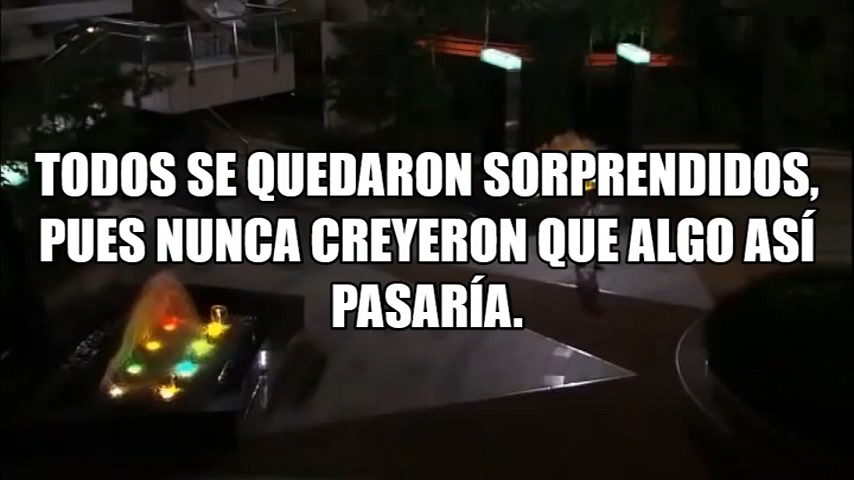 TODOS SE QUEDARON SORPRENDIDOS,
PUES NUNCA CREYERON QUE ALGO ASÍ
PASARÍA.